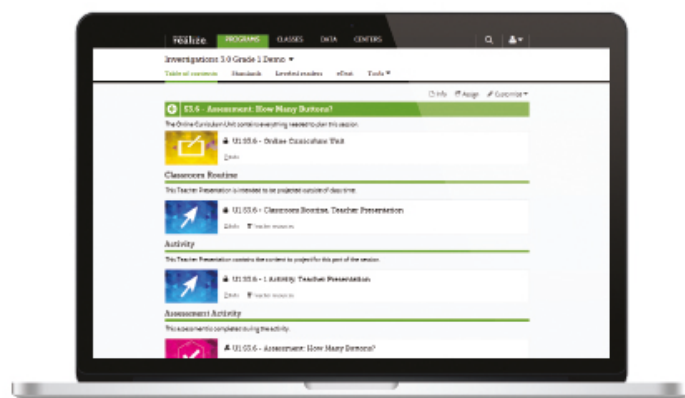 realize. PROGRAMS CLASSES DATA CENTERS
Investigations 3.0 Grade 1 Demo
Table of contents Standards Leveled readers eText Tools
Info Assign Customize
S3.6 - Assessment: How Many Buttons?
The Online Curriculum Unit contains everything needed to plan this session.
U1 S3.6 - Online Curriculum Unit
Info
Classroom Routine
This Teacher Presentation is intended to be projected outside of class time.
U1 S3.6 - Classroom Routine, Teacher Presentation
Info Teacher resources
Activity
This Teacher Presentation contains the content to project for this part of the session.
U1 S3.6 - 1 Activity: Teacher Presentation
Info Teacher resources
Assessment Activity
This assessment is completed during the activity.
U1 S3.6 - Assessment: How Many Buttons?